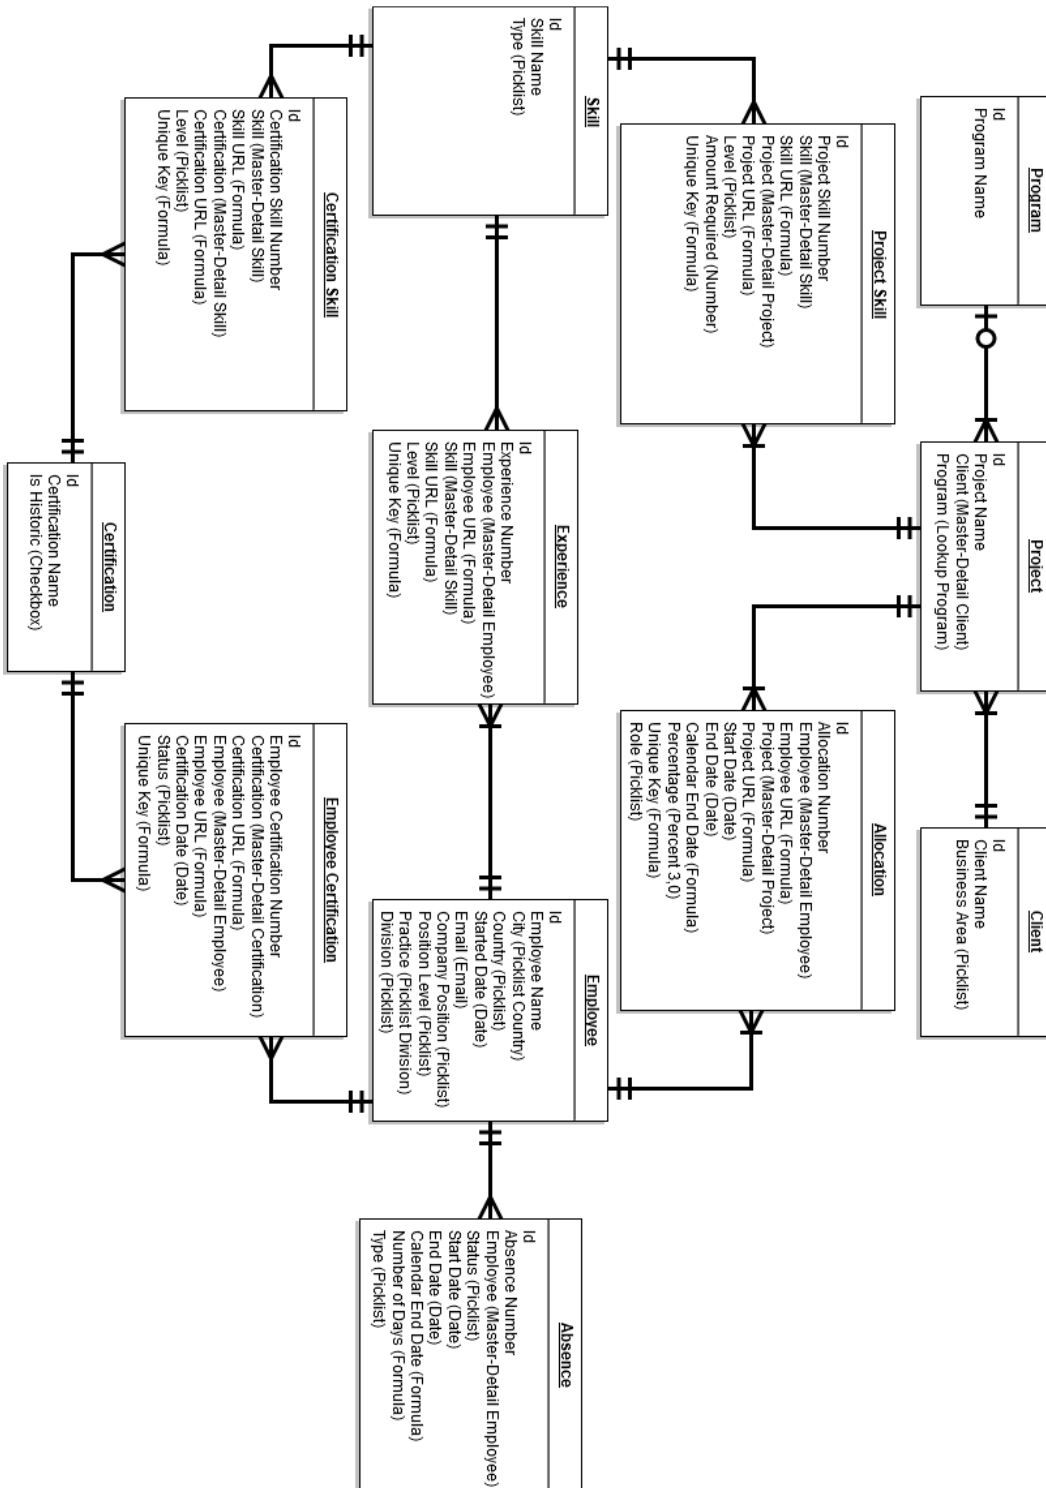 Program
Id
Program Name
Project
Id
Project Name
Client (Master-Detail Client)
Program (Lookup Program)
Client
Id
Client Name
Business Area (Picklist)
Project Skill
Id
Project Skill Number
Skill (Master-Detail Skill)
Skill URL (Formula)
Project (Master-Detail Project)
Project URL (Formula)
Level (Picklist)
Amount Required (Number)
Unique Key (Formula)
Allocation
Id
Allocation Number
Employee (Master-Detail Employee)
Employee URL (Formula)
Project (Master-Detail Project)
Project URL (Formula)
Start Date (Date)
End Date (Date)
Calendar End Date (Formula)
Percentage (Percent 3,0)
Unique Key (Formula)
Role (Picklist)
Skill
Id
Skill Name
Type (Picklist)
Experience
Id
Experience Number
Employee (Master-Detail Employee)
Employee URL (Formula)
Skill (Master-Detail Skill)
Skill URL (Formula)
Level (Picklist)
Unique Key (Formula)
Employee
Id
Employee Name
City (Picklist Country)
Country (Picklist)
Started Date (Date)
Email (Email)
Company Position (Picklist)
Position Level (Picklist)
Practice (Picklist Division)
Division (Picklist)
Absence
Id
Absence Number
Employee (Master-Detail Employee)
Status (Picklist)
Start Date (Date)
End Date (Date)
Calendar End Date (Formula)
Number of Days (Formula)
Type (Picklist)
Certification Skill
Id
Certification Skill Number
Skill (Master-Detail Skill)
Skill URL (Formula)
Certification (Master-Detail Skill)
Certification URL (Formula)
Level (Picklist)
Unique Key (Formula)
Employee Certification
Id
Employee Certification Number
Certification (Master-Detail Certification)
Certification URL (Formula)
Employee (Master-Detail Employee)
Employee URL (Formula)
Certification Date (Date)
Status (Picklist)
Unique Key (Formula)
Certification
Id
Certification Name
Is Historic (Checkbox)